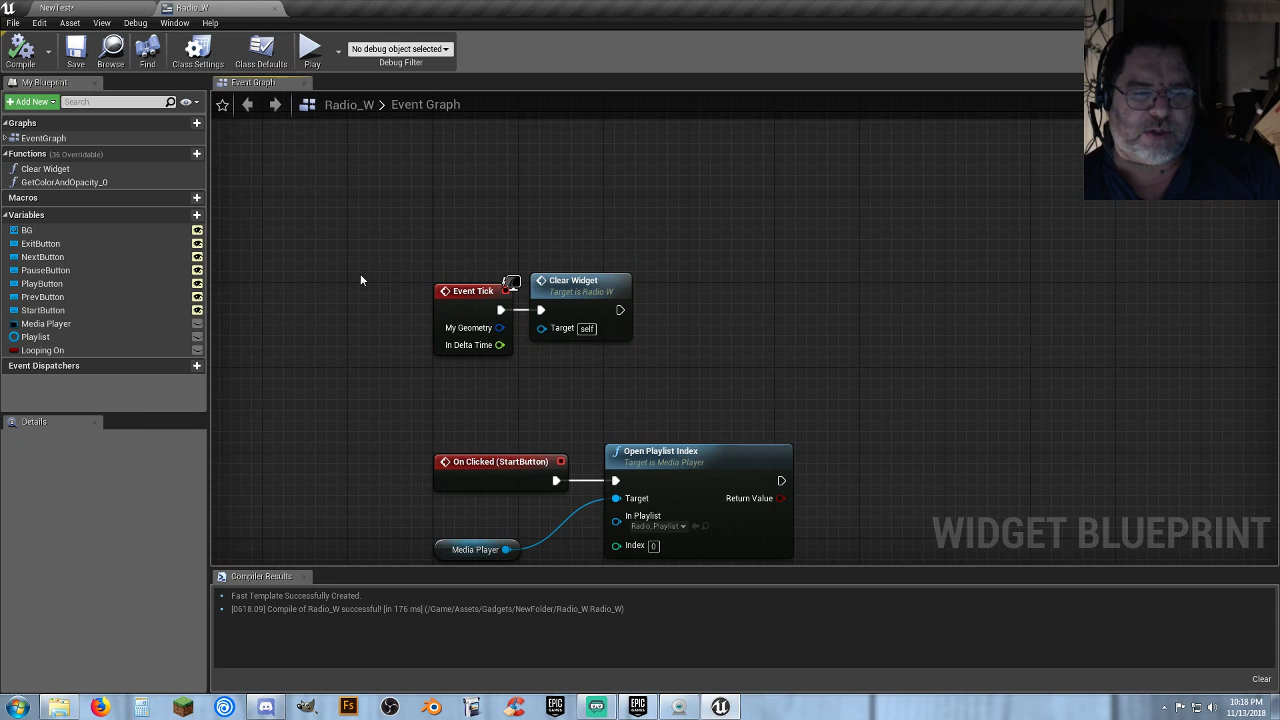 NewTest*
Radio_W
File
Edit
Asset
View
Debug
Window
Help
Compile
Save
Browse
Find
Class Settings
Class Defaults
Play
No debug object selected
Debug Filter
My Blueprint
Event Graph
Add New
Search
Radio_W > Event Graph
Graphs
EventGraph
Functions (36 Overridable)
Clear Widget
GetColorAndOpacity_0
Macros
Variables
BG
ExitButton
NextButton
PauseButton
PlayButton
PrevButton
StartButton
Media Player
Playlist
Looping On
Event Dispatchers
Details
Event Tick
My Geometry
In Delta Time
Clear Widget
Target is Radio W
Target self
On Clicked (StartButton)
Media Player
Open Playlist Index
Target is Media Player
Target
Return Value
In Playlist
Radio_Playlist
Index 0
WIDGET BLUEPRINT
Compiler Results
Fast Template Successfully Created.
[0618.09] Compile of Radio_W successful! [in 176 ms] (/Game/Assets/Gadgets/NewFolder/Radio_W.Radio_W)
Clear
Fs
EPIC GAMES
EPIC GAMES
10:18 PM
11/13/2018